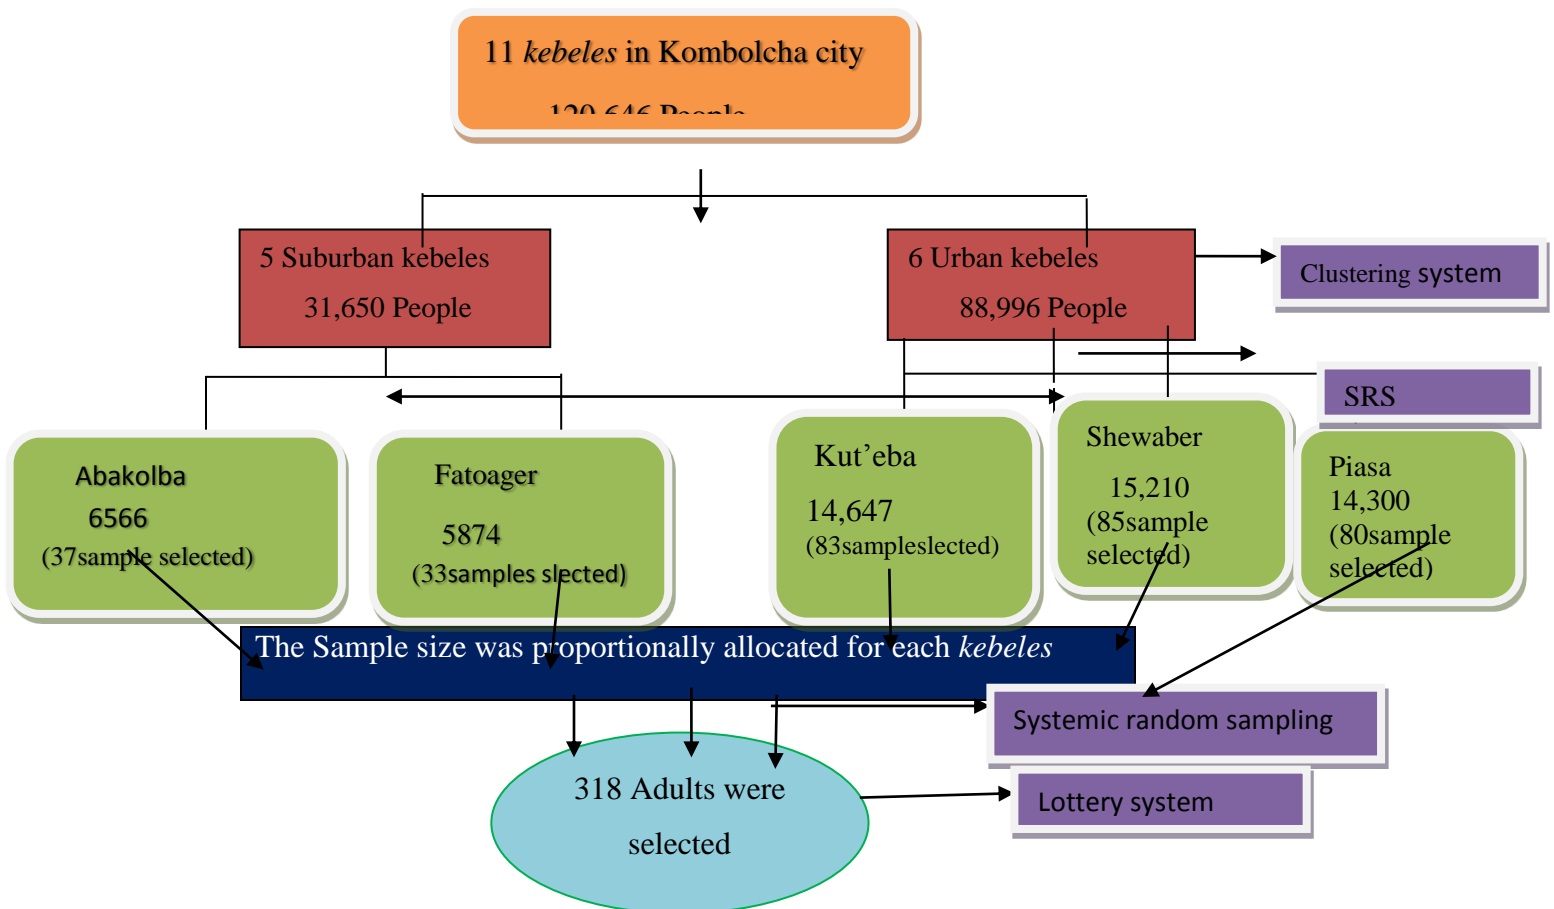 11 kebeles in Kombolcha city
120,646 People
5 Suburban kebeles
31,650 People
6 Urban kebeles
88,996 People
Clustering system
SRS
Abakolba
6566
(37sample selected)
Fatoager
5874
(33samples slected)
Kut’eba
14,647
(83sampleslected)
Shewaber
15,210
(85sample
selected)
Piasa
14,300
(80sample
selected)
The Sample size was proportionally allocated for each kebeles
Systemic random sampling
318 Adults were
selected
Lottery system